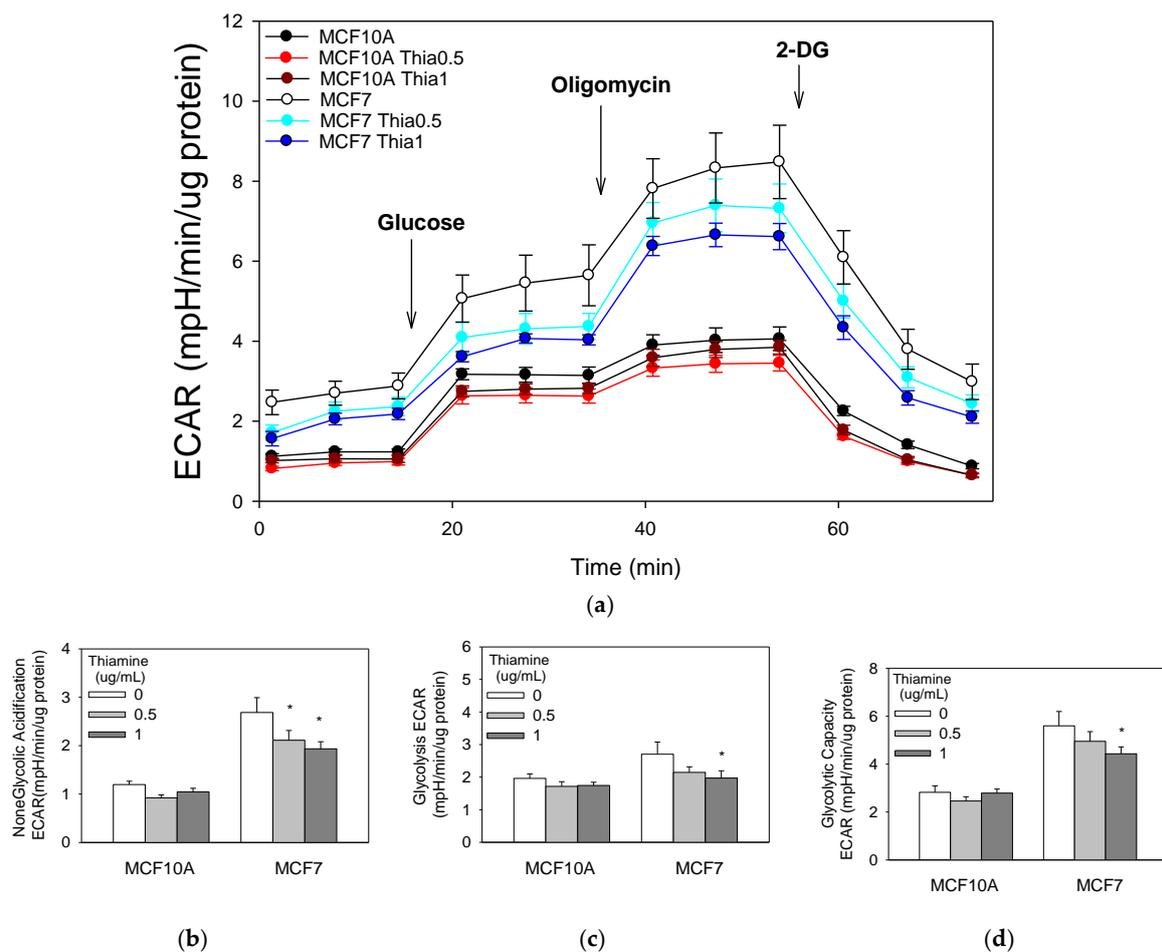 12
10
8
6
4
2
0
ECAR (mpH/min/ug protein)
MCF10A
MCF10A Thia0.5
MCF10A Thia1
MCF7
MCF7 Thia0.5
MCF7 Thia1
Glucose
Oligomycin
2-DG
0 20 40 60
Time (min)
(a)
NoneGlycolic Acidification
ECAR(mpH/min/ug protein)
4
3
2
1
0
Thiamine
(ug/mL)
0
0.5
1
* *
MCF10A MCF7
(b)
Glycolysis ECAR
(mpH/min/ug protein)
6
5
4
3
2
1
0
Thiamine
(ug/mL)
0
0.5
1
*
MCF10A MCF7
(c)
Glycolytic Capacity
ECAR (mpH/min/ug protein)
8
6
4
2
0
Thiamine
(ug/mL)
0
0.5
1
*
MCF10A MCF7
(d)